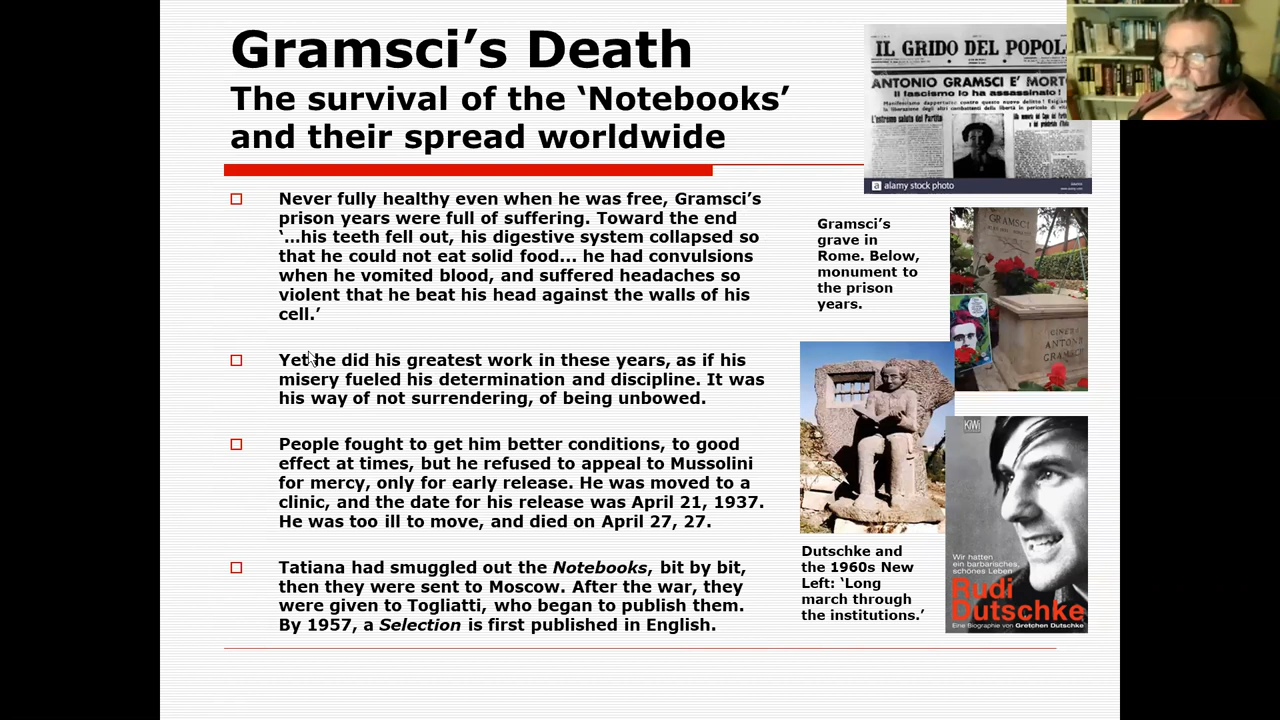 Gramsci’s Death
The survival of the ‘Notebooks’
and their spread worldwide
Never fully healthy even when he was free, Gramsci’s
prison years were full of suffering. Toward the end
‘…his teeth fell out, his digestive system collapsed so
that he could not eat solid food… he had convulsions
when he vomited blood, and suffered headaches so
violent that he beat his head against the walls of his
cell.’
Yet he did his greatest work in these years, as if his
misery fueled his determination and discipline. It was
his way of not surrendering, of being unbowed.
People fought to get him better conditions, to good
effect at times, but he refused to appeal to Mussolini
for mercy, only for early release. He was moved to a
clinic, and the date for his release was April 21, 1937.
He was too ill to move, and died on April 27, 27.
Tatiana had smuggled out the Notebooks, bit by bit,
then they were sent to Moscow. After the war, they
were given to Togliatti, who began to publish them.
By 1957, a Selection is first published in English.
IL GRIDO DEL POPOL
ANTONIO GRAMSCI E’ MORT
Il fascismo lo ha assassinato!
L’estremo saluto del Partito
a alamy stock photo
Gramsci’s
grave in
Rome. Below,
monument to
the prison
years.
GRAMSCI
CINERA
ANTONI
GRAMSC
Dutschke and
the 1960s New
Left: ‘Long
march through
the institutions.’
KiWi
Wir hatten
ein barbarisches,
schönes Leben
Rudi
Dutschke
Eine Biographie von Gretchen Dutschke